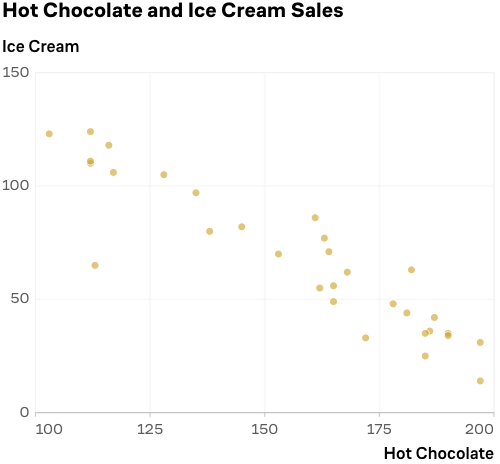 Hot Chocolate and Ice Cream Sales
Ice Cream
150
100
50
0
100 125 150 175 200
Hot Chocolate